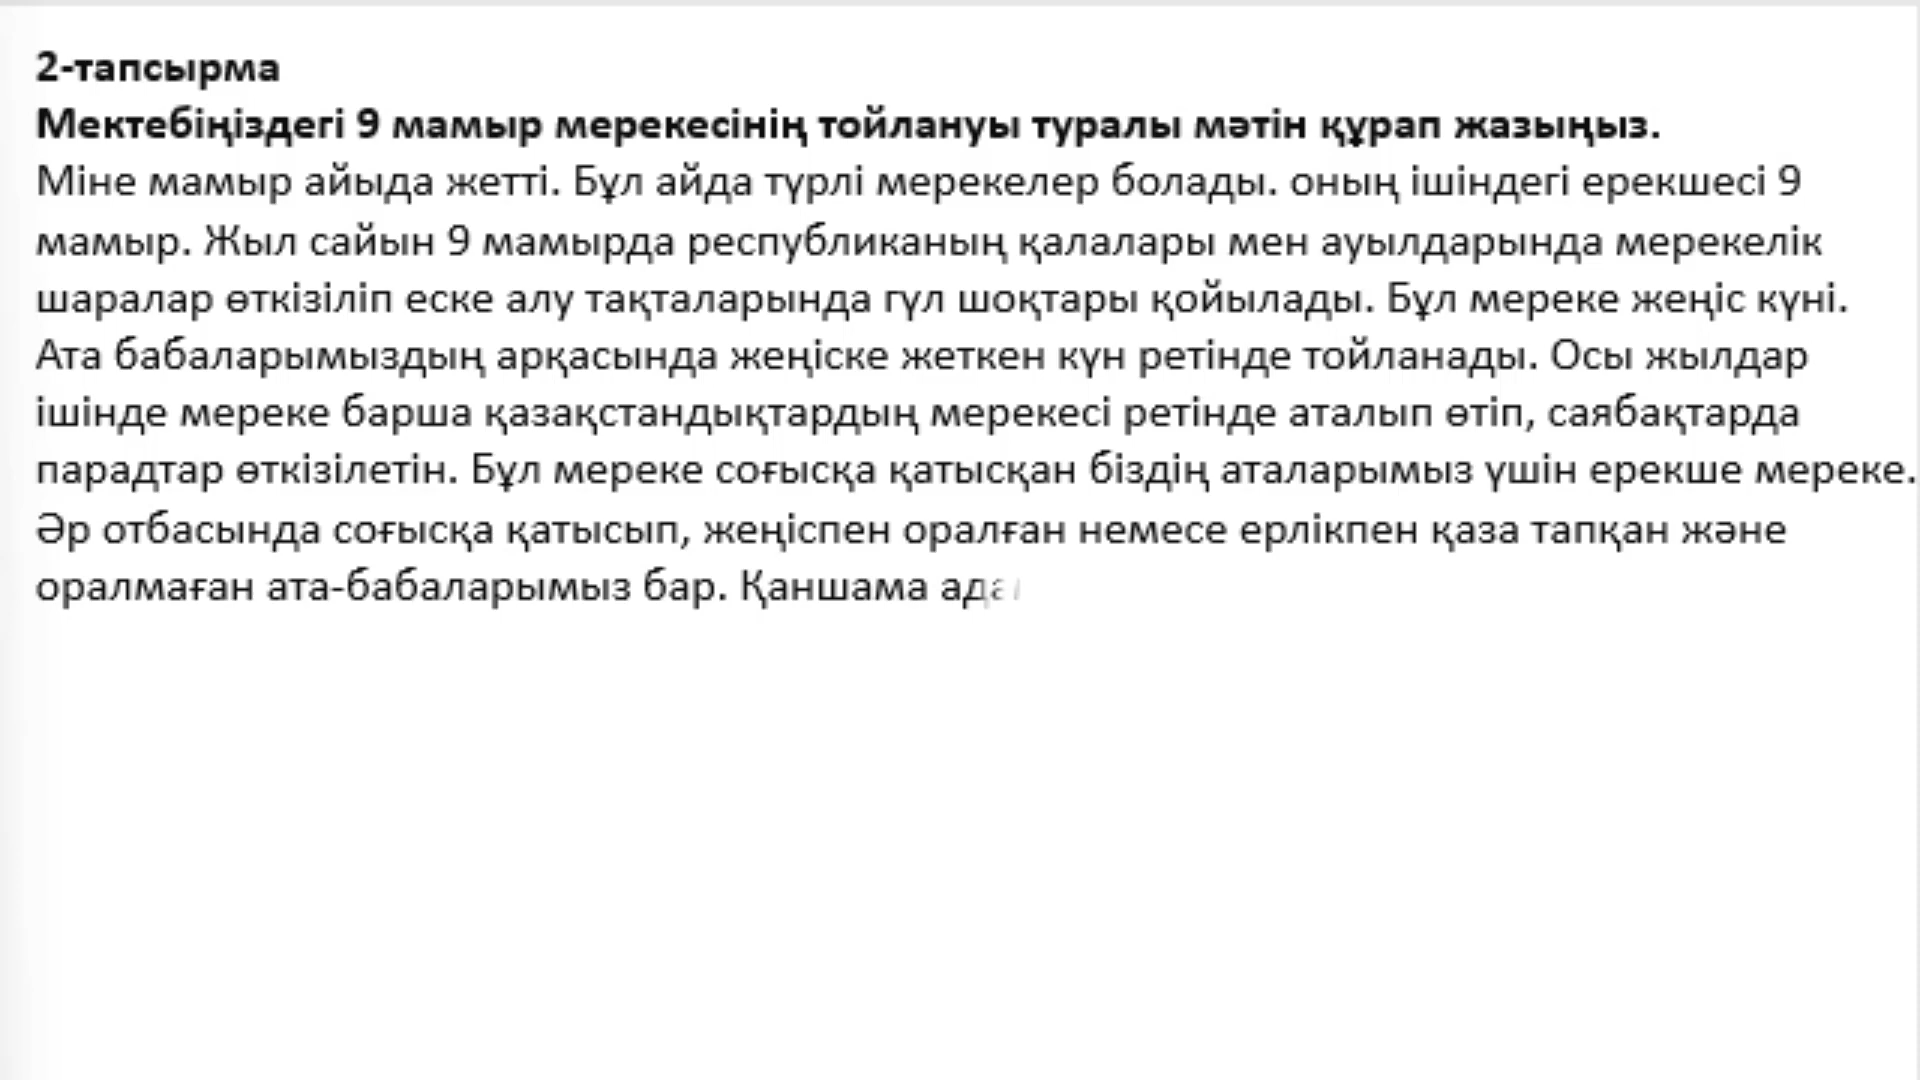 2-тапсырма
Мектебіңіздегі 9 мамыр мерекесінің тойлануы туралы мәтін құрап жазыңыз.
Міне мамыр айыда жетті. Бұл айда түрлі мерекелер болады. оның ішіндегі ерекшесі 9
мамыр. Жыл сайын 9 мамырда республиканың қалалары мен ауылдарында мерекелік
шаралар өткізіліп еске алу тақталарында гүл шоқтары қойылады. Бұл мереке жеңіс күні.
Ата бабаларымыздың арқасында жеңіске жеткен күн ретінде тойланады. Осы жылдар
ішінде мереке барша қазақстандықтардың мерекесі ретінде аталып өтіп, саябақтарда
парадтар өткізілетін. Бұл мереке соғысқа қатысқан біздің аталарымыз үшін ерекше мереке.
Әр отбасында соғысқа қатысып, жеңіспен оралған немесе ерлікпен қаза тапқан және
оралмаған ата-бабаларымыз бар. Қаншама